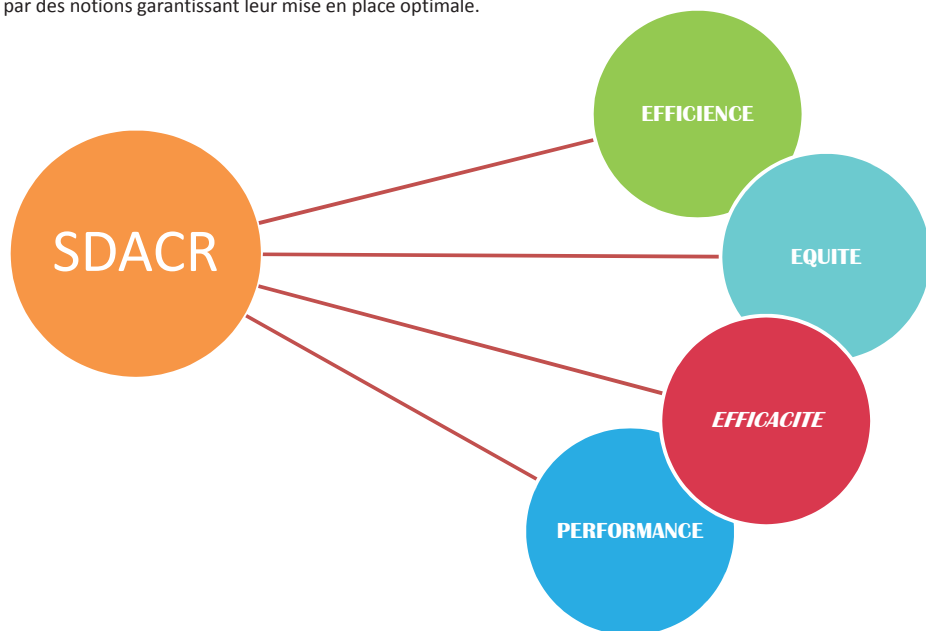 par des notions garantissant leur mise en place optimale.
EFFICIENCE
SDACR
EQUITE
EFFICACITE
PERFORMANCE